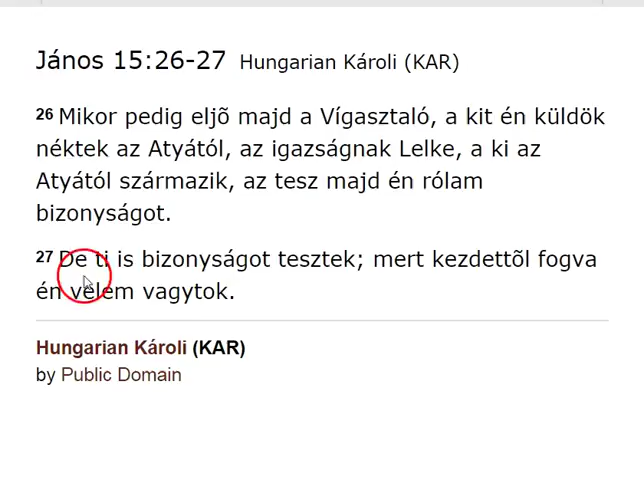 János 15:26-27 Hungarian Károli (KAR)
26 Mikor pedig eljõ majd a Vígasztaló, a kit én küldök
néktek az Atyától, az igazságnak Lelke, a ki az
Atyától származik, az tesz majd én rólam
bizonyságot.
27 De ti is bizonyságot tesztek; mert kezdettõl fogva
én velem vagytok.
Hungarian Károli (KAR)
by Public Domain